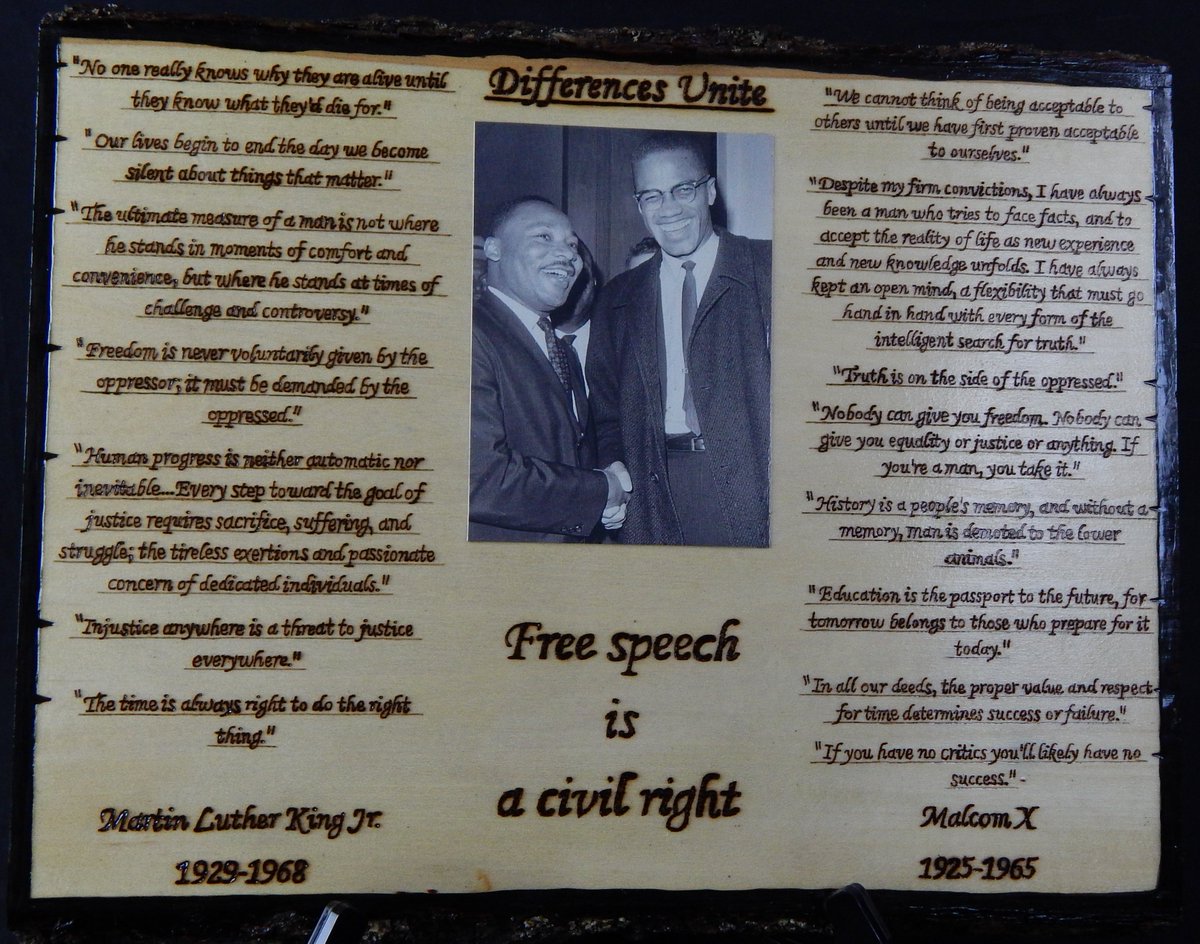 Differences Unite
"No one really knows why they are alive until
they know what they'd die for."
"Our lives begin to end the day we become
silent about things that matter."
"The ultimate measure of a man is not where
he stands in moments of comfort and
convenience, but where he stands at times of
challenge and controversy."
"Freedom is never voluntarily given by the
oppressor; it must be demanded by the
oppressed."
"Human progress is neither automatic nor
inevitable....Every step toward the goal of
justice requires sacrifice, suffering, and
struggle; the tireless exertions and passionate
concern of dedicated individuals."
"Injustice anywhere is a threat to justice
everywhere."
"The time is always right to do the right
thing."
Martin Luther King Jr.
1929-1968
Free speech
is
a civil right
"We cannot think of being acceptable to
others until we have first proven acceptable
to ourselves."
"Despite my firm convictions, I have always
been a man who tries to face facts, and to
accept the reality of life as new experience
and new knowledge unfolds. I have always
kept an open mind, a flexibility that must go
hand in hand with every form of the
intelligent search for truth."
"Truth is on the side of the oppressed."
"Nobody can give you freedom. Nobody can
give you equality or justice or anything. If
you're a man, you take it."
"History is a people's memory, and without a
memory, man is demoted to the lower
animals."
"Education is the passport to the future, for
tomorrow belongs to those who prepare for it
today."
"In all our deeds, the proper value and respect
for time determines success or failure."
"If you have no critics you'll likely have no
success." -
Malcom X
1925-1965